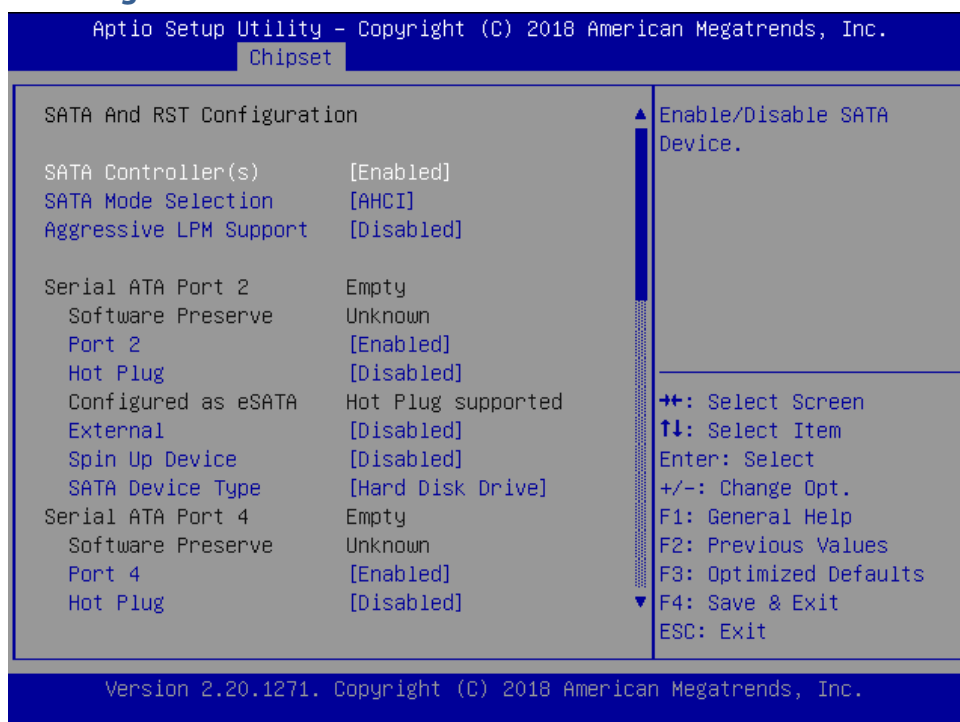 Aptio Setup Utility – Copyright (C) 2018 American Megatrends, Inc.
Chipset
SATA And RST Configuration
SATA Controller(s) [Enabled]
SATA Mode Selection [AHCI]
Aggressive LPM Support [Disabled]
Serial ATA Port 2 Empty
Software Preserve Unknown
Port 2 [Enabled]
Hot Plug [Disabled]
Configured as eSATA Hot Plug supported
External [Disabled]
Spin Up Device [Disabled]
SATA Device Type [Hard Disk Drive]
Serial ATA Port 4 Empty
Software Preserve Unknown
Port 4 [Enabled]
Hot Plug [Disabled]
Enable/Disable SATA
Device.
→←: Select Screen
↑↓: Select Item
Enter: Select
+/-: Change Opt.
F1: General Help
F2: Previous Values
F3: Optimized Defaults
F4: Save & Exit
ESC: Exit
Version 2.20.1271. Copyright (C) 2018 American Megatrends, Inc.